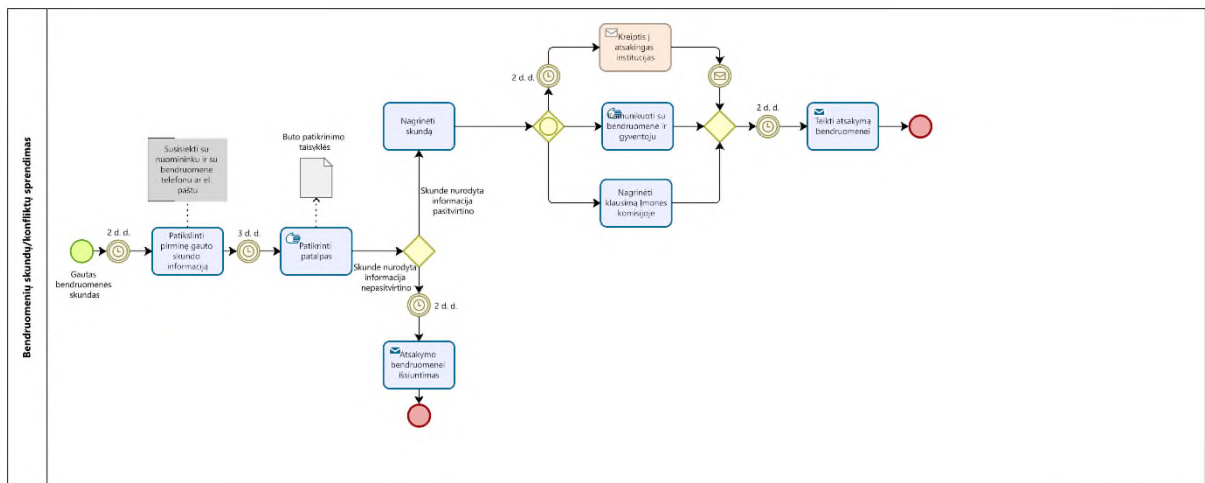 Bendruomenių skundų/konfliktų sprendimas
Gautas
bendruomenės
skundas
2 d. d.
Susisiekti su
nuomininku ir su
bendruomene
telefonu ar el.
paštu
Patikslinti
pirminę gauto
skundo
informaciją
3 d. d.
Buto patikrinimo
taisyklės
Patikrinti
patalpas
Skunde nurodyta
informacija
pasitvirtino
Skunde nurodyta
informacija
nepasitvirtino
2 d. d.
Atsakymo
bendruomenei
išsiuntimas
Nagrinėti
skundą
2 d. d.
Kreiptis į
atsakingas
institucijas
Komunikuoti su
bendruomene ir
gyventoju
Nagrinėti
klausimą Įmonės
komisijoje
2 d. d.
Teikti atsakymą
bendruomenei